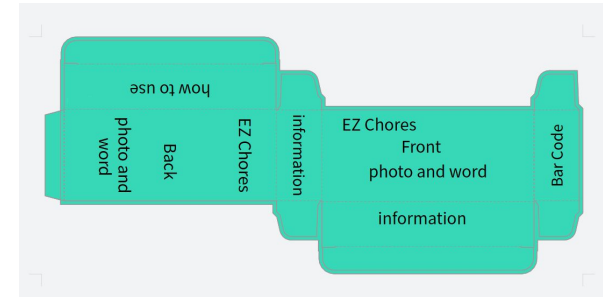 how to use
EZ Chores
Back
photo and
word
information
EZ Chores
Front
photo and word
information
Bar Code